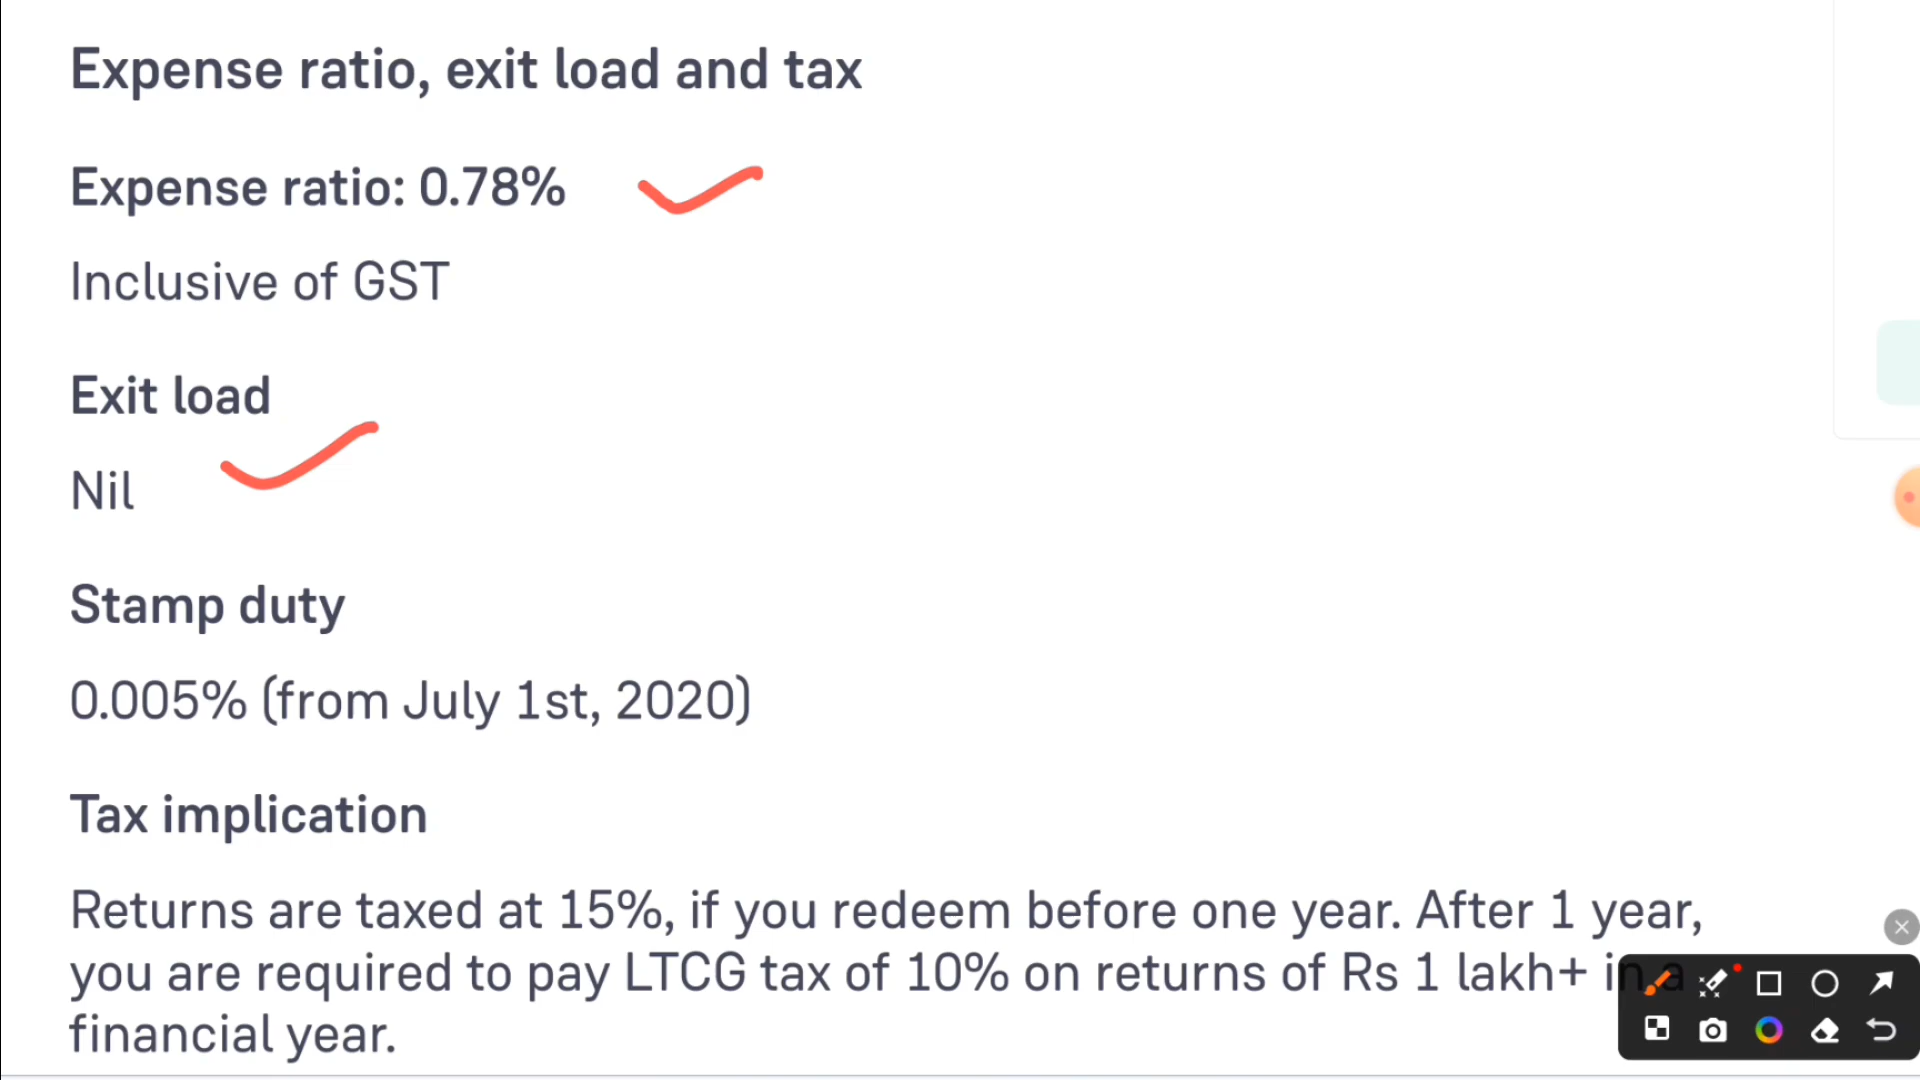 Expense ratio, exit load and tax
Expense ratio: 0.78%
Inclusive of GST
Exit load
Nil
Stamp duty
0.005% (from July 1st, 2020)
Tax implication
Returns are taxed at 15%, if you redeem before one year. After 1 year,
you are required to pay LTCG tax of 10% on returns of Rs 1 lakh+ in a
financial year.